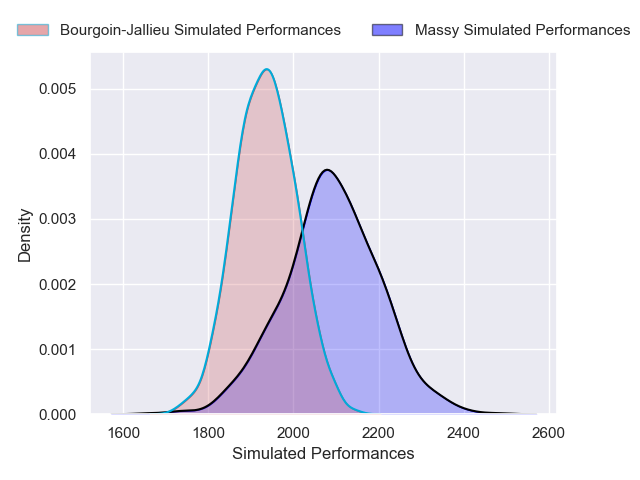 Bourgoin-Jallieu Simulated Performances Massy Simulated Performances
0.005
0.004
0.003
0.002
0.001
0.000
Density
1600 1800 2000 2200 2400 2600
Simulated Performances